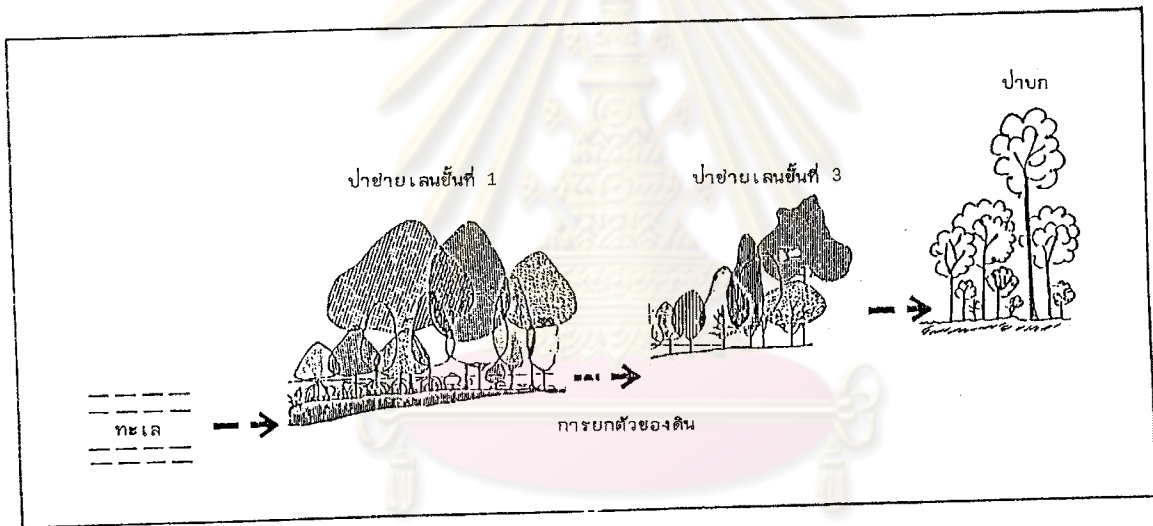 ป่าบก
ป่าชายเลนขั้นที่ 1
ป่าชายเลนขั้นที่ 3
ทะเล
การยกตัวของดิน